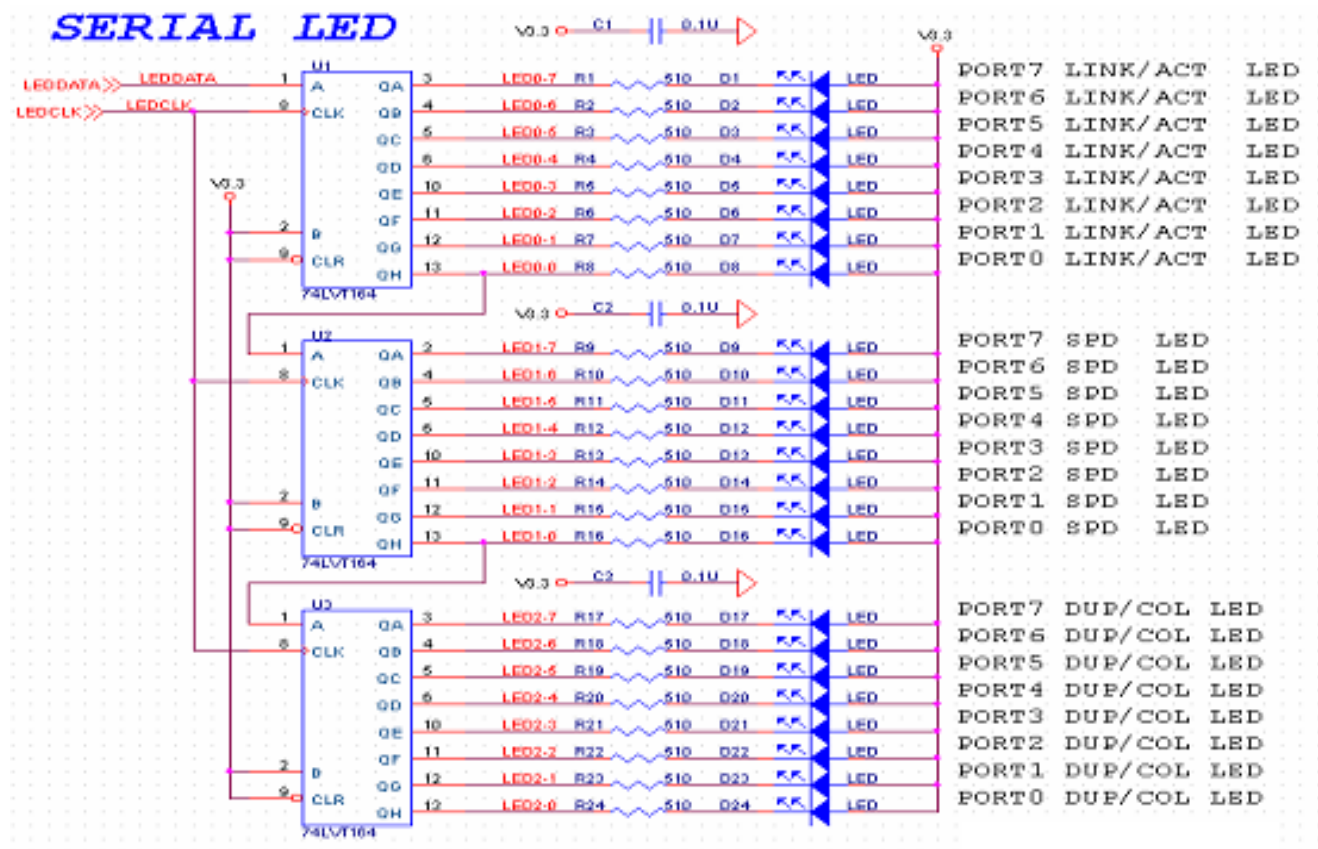 SERIAL LED
V3.3 C1 0.1U
V3.3
U1
LEDDATA LEDDATA 1 A QA 3 LED0-7 R1 510 D1 LED PORT7 LINK/ACT LED
LEDCLK LEDCLK 8 CLK QB 4 LED0-6 R2 510 D2 LED PORT6 LINK/ACT LED
QC 5 LED0-5 R3 510 D3 LED PORT5 LINK/ACT LED
QD 6 LED0-4 R4 510 D4 LED PORT4 LINK/ACT LED
V3.3 QE 10 LED0-3 R5 510 D5 LED PORT3 LINK/ACT LED
QF 11 LED0-2 R6 510 D6 LED PORT2 LINK/ACT LED
2 B QG 12 LED0-1 R7 510 D7 LED PORT1 LINK/ACT LED
9 CLR QH 13 LED0-0 R8 510 D8 LED PORT0 LINK/ACT LED
74LVT164
V3.3 C2 0.1U
U2
1 A QA LED1-7 R9 510 D9 LED PORT7 SPD LED
8 CLK QB 4 LED1-6 R10 510 D10 LED PORT6 SPD LED
QC 5 LED1-5 R11 510 D11 LED PORT5 SPD LED
QD 6 LED1-4 R12 510 D12 LED PORT4 SPD LED
QE 10 LED1-3 R13 510 D13 LED PORT3 SPD LED
QF 11 LED1-2 R14 510 D14 LED PORT2 SPD LED
2 B QG 12 LED1-1 R15 510 D15 LED PORT1 SPD LED
9 CLR QH 13 LED1-0 R16 510 D16 LED PORT0 SPD LED
74LVT164
V3.3 C3 0.1U
U3
1 A QA 3 LED2-7 R17 510 D17 LED PORT7 DUP/COL LED
8 CLK QB 4 LED2-6 R18 510 D18 LED PORT6 DUP/COL LED
QC 5 LED2-5 R19 510 D19 LED PORT5 DUP/COL LED
QD 6 LED2-4 R20 510 D20 LED PORT4 DUP/COL LED
QE 10 LED2-3 R21 510 D21 LED PORT3 DUP/COL LED
QF 11 LED2-2 R22 510 D22 LED PORT2 DUP/COL LED
2 B QG 12 LED2-1 R23 510 D23 LED PORT1 DUP/COL LED
9 CLR QH 13 LED2-0 R24 510 D24 LED PORT0 DUP/COL LED
74LVT164